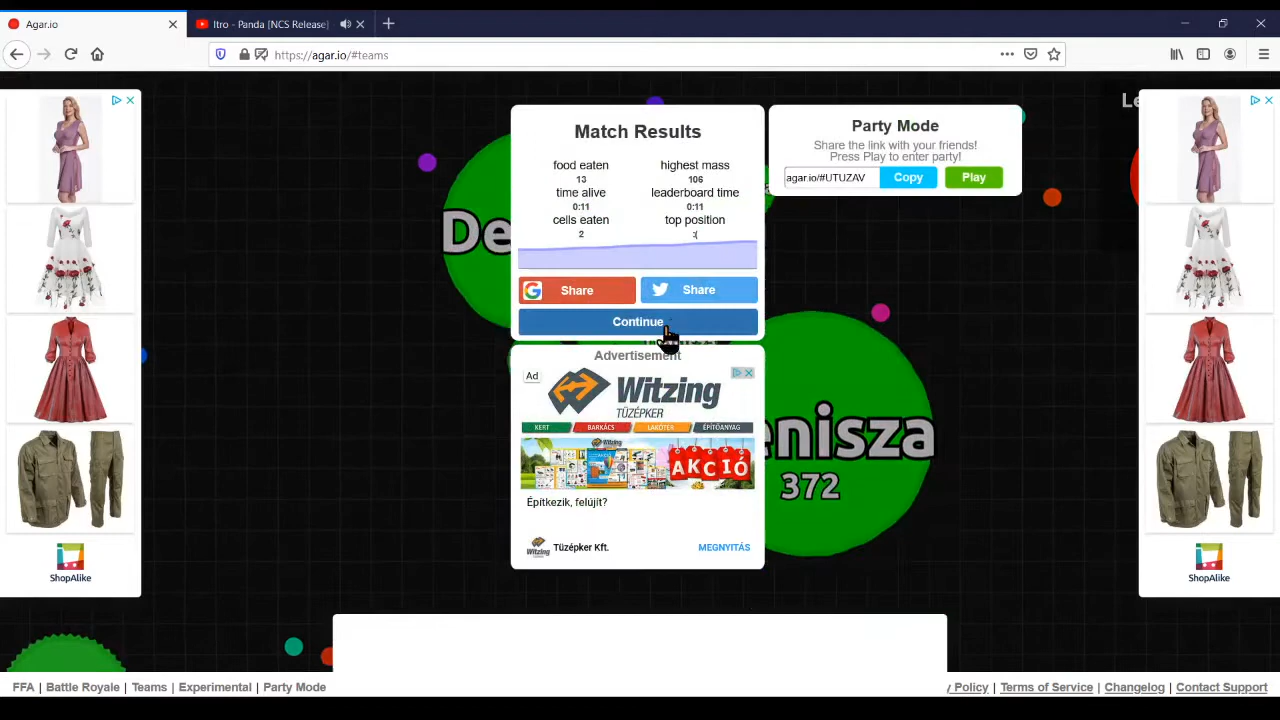 Agar.io
Itro - Panda [NCS Release]
https://agar.io/#teams
Match Results
food eaten
highest mass
13
106
time alive
leaderboard time
0:11
0:11
cells eaten
top position
2
:(
Share
Share
Continue
Party Mode
Share the link with your friends!
Press Play to enter party!
agar.io/#UTUZAV
Copy
Play
De
Le
Advertisement
Ad
Witzing
TÜZÉPKER
KERT
BARKÁCS
LAKÓTÉR
ÉPÍTŐANYAG
Witzing
AKCIÓ
Építkezik, felújít?
Tüzépker Kft.
MEGNYITÁS
enisza
372
ShopAlike
ShopAlike
FFA | Battle Royale | Teams | Experimental | Party Mode
y Policy | Terms of Service | Changelog | Contact Support